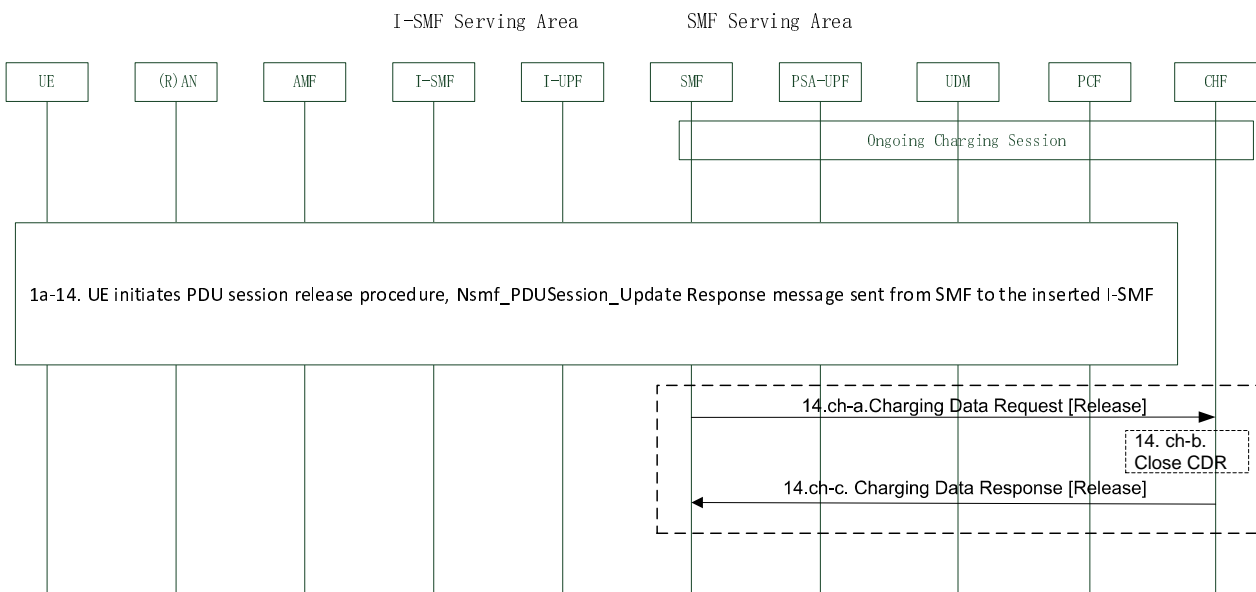 I-SMF Serving Area SMF Serving Area
UE (R)AN AMF I-SMF I-UPF SMF PSA-UPF UDM PCF CHF
Ongoing Charging Session
1a-14. UE initiates PDU session release procedure, Nsmf_PDUSession_Update Response message sent from SMF to the inserted I-SMF
14.ch-a.Charging Data Request [Release]
14. ch-b.
Close CDR
14.ch-c. Charging Data Response [Release]